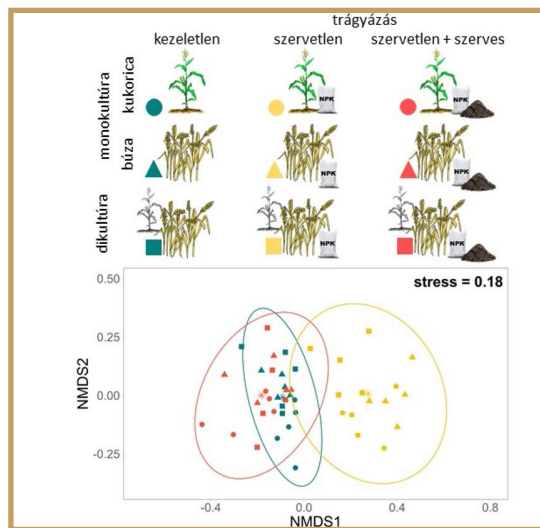 trágyázás
kezeletlen szervetlen szervetlen + szerves
monokultúra
kukorica
NPK NPK
búza
NPK NPK
dikultúra
NPK NPK
stress = 0.18
0.50
0.25
0.00
-0.25
NMDS2
-0.4 0.0 0.4 0.8
NMDS1